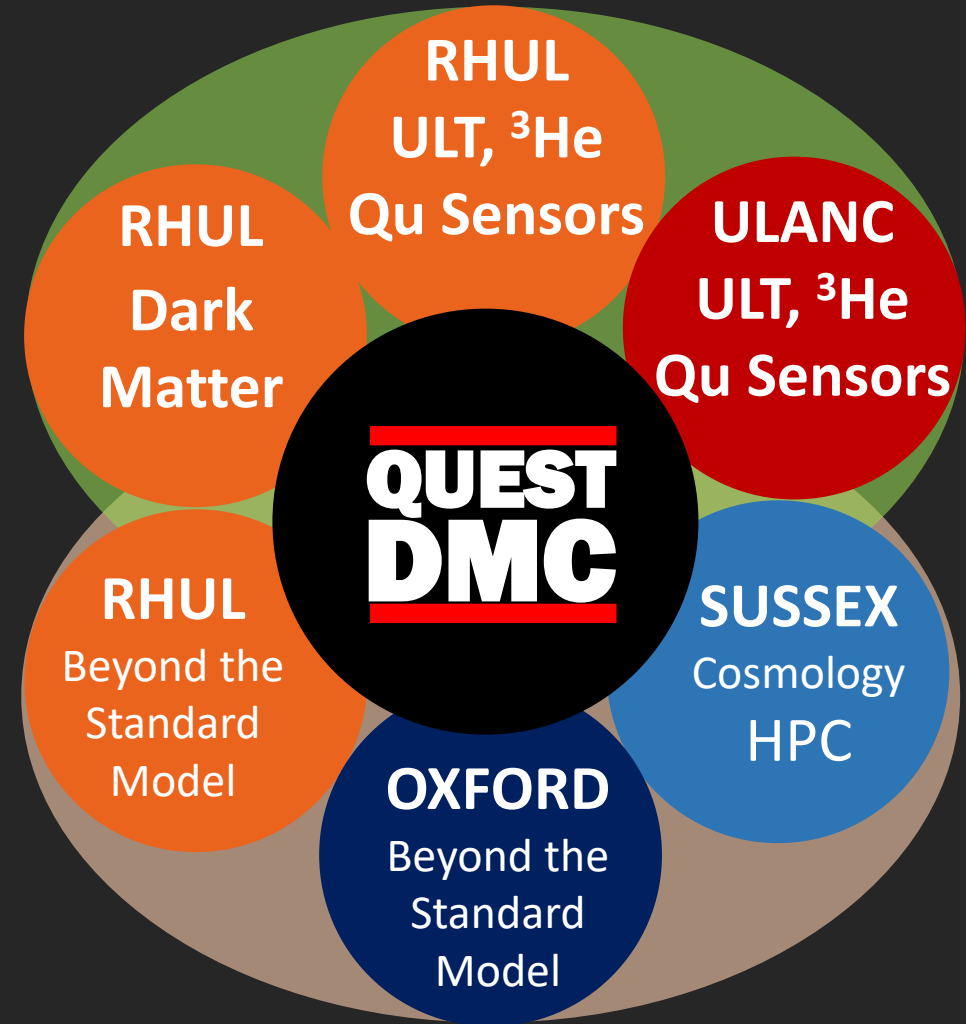 RHUL
ULT, ³He
Qu Sensors
RHUL
Dark
Matter
ULANC
ULT, ³He
Qu Sensors
QUEST
DMC
RHUL
Beyond the
Standard
Model
SUSSEX
Cosmology
HPC
OXFORD
Beyond the
Standard
Model